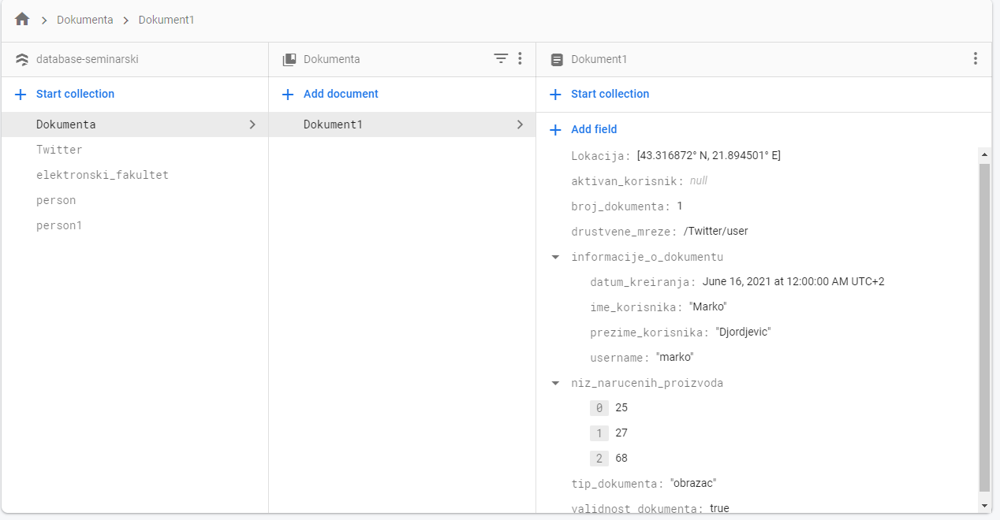 Dokumenta Dokument1
database-seminarski
Start collection
Dokumenta
Twitter
elektronski_fakultet
person
person1
Dokumenta
Add document
Dokument1
Dokument1
Start collection
Add field
Lokacija: [43.316872° N, 21.894501° E]
aktivan_korisnik: null
broj_dokumenta: 1
drustvene_mreze: /Twitter/user
informacije_o_dokumentu
datum_kreiranja: June 16, 2021 at 12:00:00 AM UTC+2
ime_korisnika: "Marko"
prezime_korisnika: "Djordjevic"
username: "marko"
niz_narucenih_proizvoda
0 25
1 27
2 68
tip_dokumenta: "obrazac"
validnost_dokumenta: true